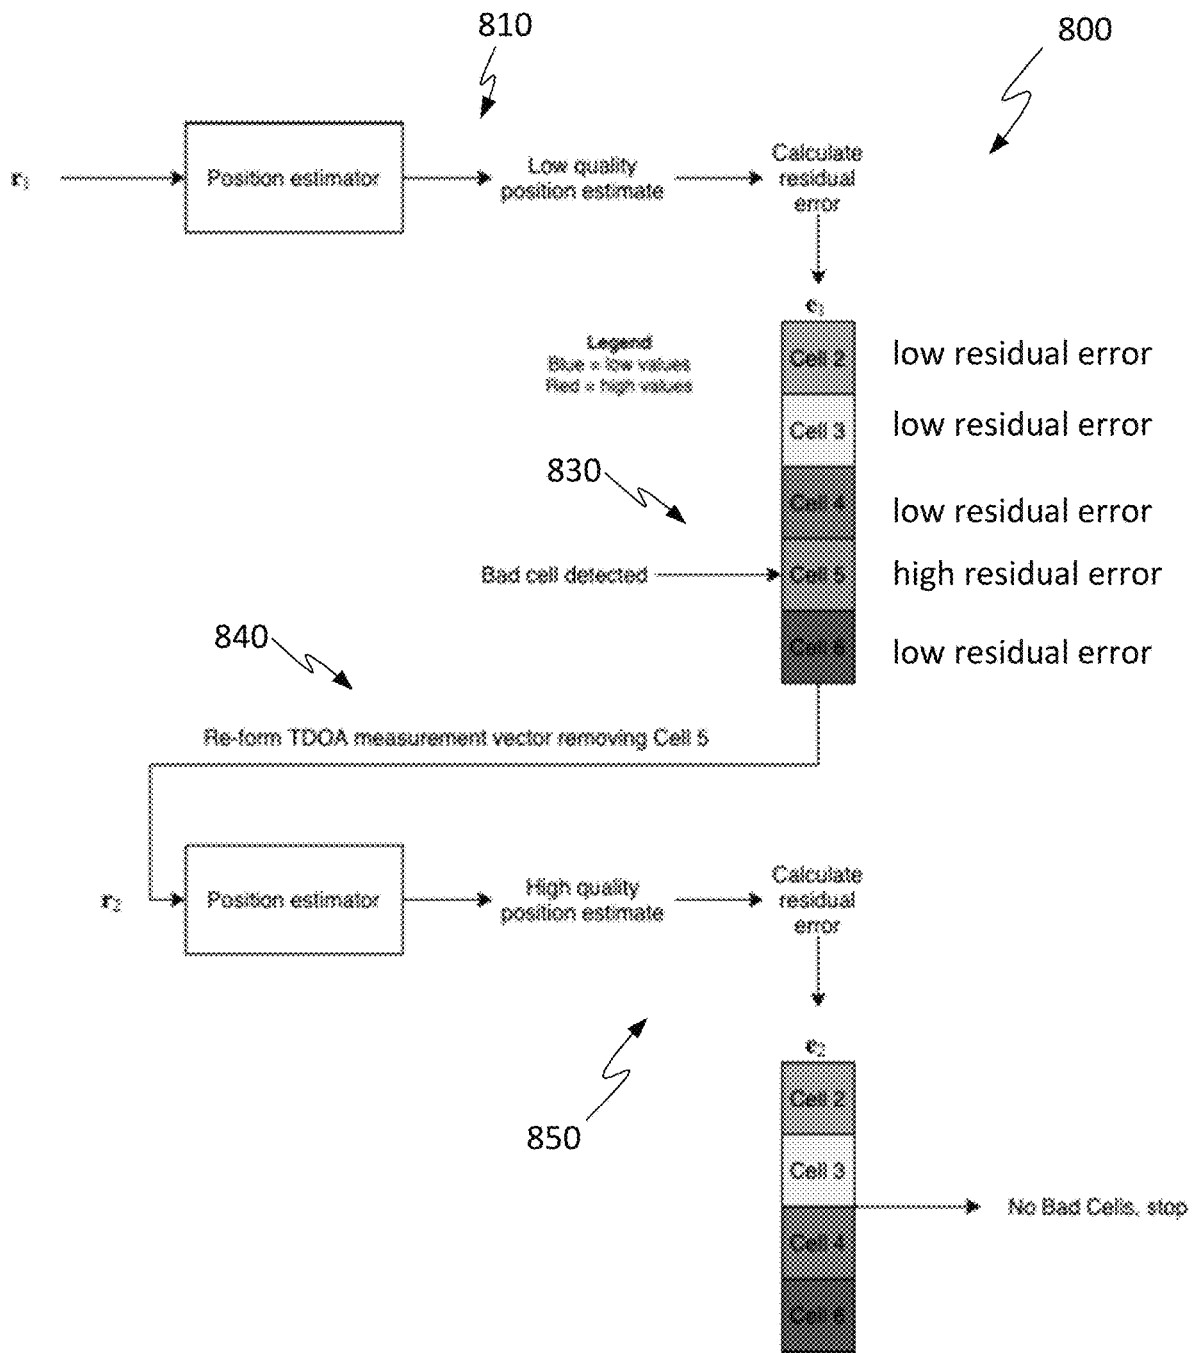 810
800
r1
Position estimator
Low quality
position estimate
Calculate
residual
error
e1
Legend
Blue = low values
Red = high values
Cell 2
low residual error
Cell 3
low residual error
830
Cell 4
low residual error
Bad cell detected
Cell 5
high residual error
840
Cell 6
low residual error
Re-form TDOA measurement vector removing Cell 5
r2
Position estimator
High quality
position estimate
Calculate
residual
error
850
e2
Cell 2
Cell 3
No Bad Cells, stop
Cell 4
Cell 6